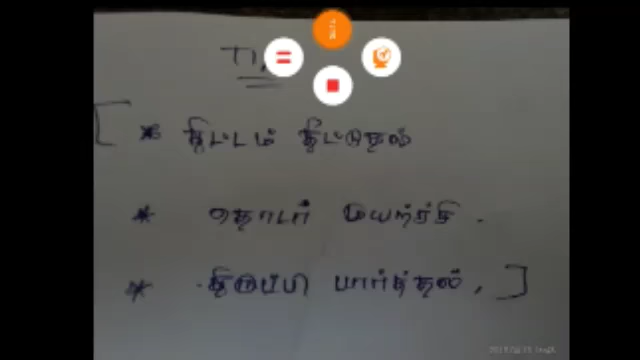 * திட்டம் தீட்டுதல்
* தொடர் முயற்சி .
* திருப்பி பார்த்தல் ,